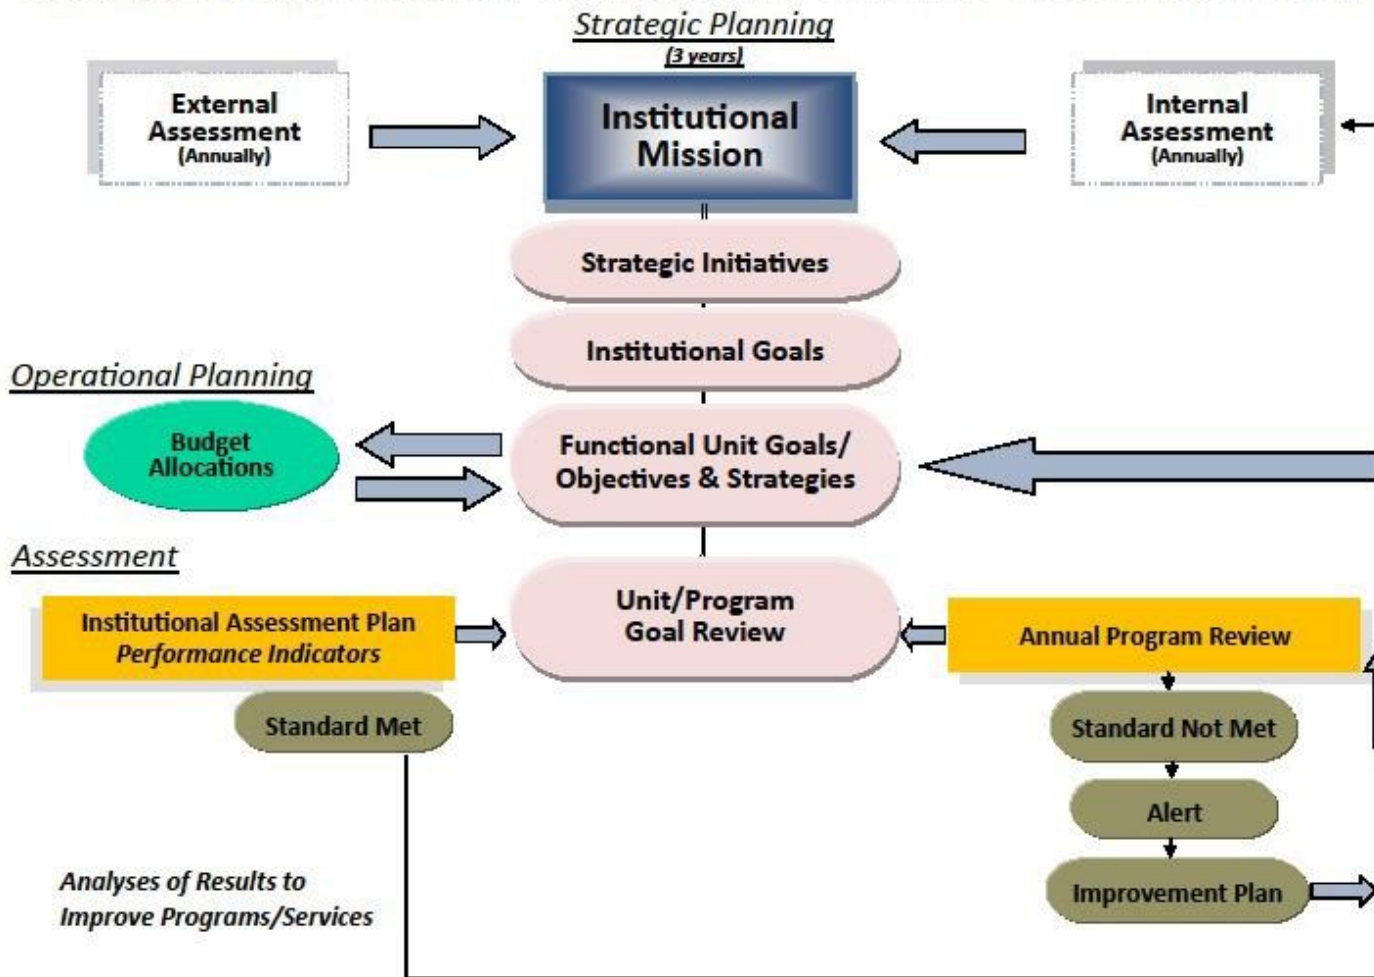 Strategic Planning
(3 years)
External
Assessment
(Annually)
Institutional
Mission
Internal
Assessment
(Annually)
Strategic Initiatives
Institutional Goals
Operational Planning
Budget
Allocations
Functional Unit Goals/
Objectives & Strategies
Assessment
Institutional Assessment Plan
Performance Indicators
Unit/Program
Goal Review
Annual Program Review
Standard Met
Standard Not Met
Alert
Improvement Plan
Analyses of Results to
Improve Programs/Services